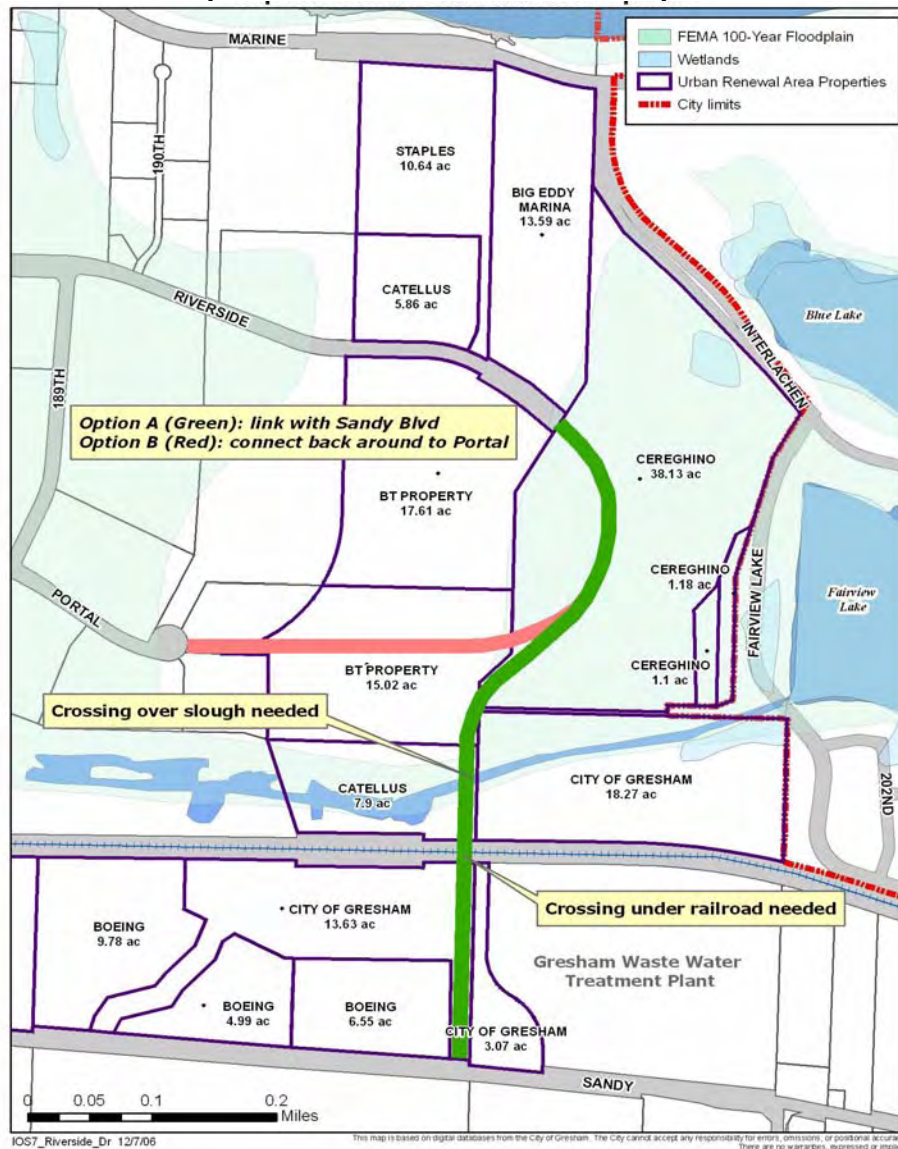 MARINE
FEMA 100-Year Floodplain
Wetlands
Urban Renewal Area Properties
City limits
190TH
STAPLES
10.64 ac
BIG EDDY
MARINA
13.59 ac
CATELLUS
5.86 ac
RIVERSIDE
Blue Lake
INTERLACHEN
189TH
Option A (Green): link with Sandy Blvd
Option B (Red): connect back around to Portal
CEREGHINO
38.13 ac
BT PROPERTY
17.61 ac
CEREGHINO
1.18 ac
FAIRVIEW LAKE
Fairview
Lake
PORTAL
CEREGHINO
1.1 ac
BT PROPERTY
15.02 ac
Crossing over slough needed
CATELLUS
7.9 ac
CITY OF GRESHAM
18.27 ac
202ND
Crossing under railroad needed
CITY OF GRESHAM
13.63 ac
BOEING
9.78 ac
Gresham Waste Water
Treatment Plant
BOEING
4.99 ac
BOEING
6.55 ac
CITY OF GRESHAM
3.07 ac
SANDY
0 0.05 0.1 0.2
Miles
IOS7_Riverside_Dr 12/7/06
This map is based on digital databases from the City of Gresham. The City cannot accept any responsibility for errors, omissions, or positional
There are no warranties, expressed or